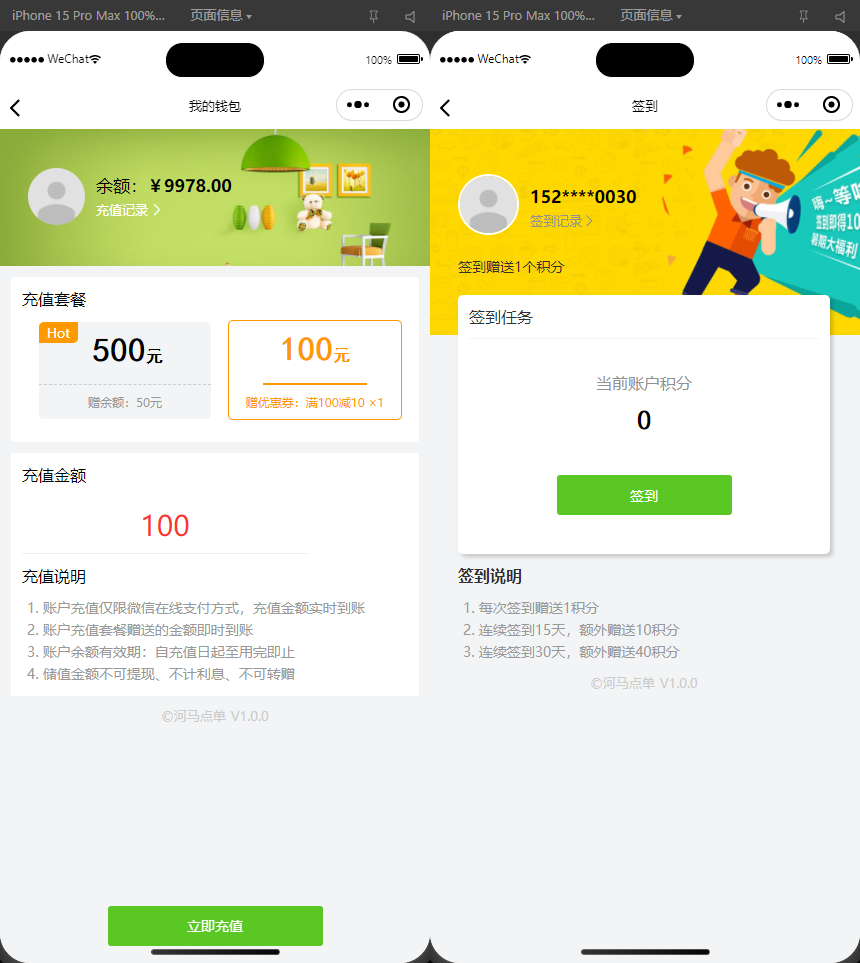 iPhone 15 Pro Max 100%...
页面信息
WeChat
100%
我的钱包
余额：￥9978.00
充值记录
充值套餐
Hot
500元
赠余额：50元
100元
赠优惠券：满100减10 ×1
充值金额
100
充值说明
1. 账户充值仅限微信在线支付方式，充值金额实时到账
2. 账户充值套餐赠送的金额即时到账
3. 账户余额有效期：自充值日起至用完即止
4. 储值金额不可提现、不计利息、不可转赠
©河马点单 V1.0.0
立即充值
iPhone 15 Pro Max 100%...
页面信息
WeChat
100%
签到
152****0030
签到记录
嗨~等
签到即得10
暑期大福利
签到赠送1个积分
签到任务
当前账户积分
0
签到
签到说明
1. 每次签到赠送1积分
2. 连续签到15天，额外赠送10积分
3. 连续签到30天，额外赠送40积分
©河马点单 V1.0.0